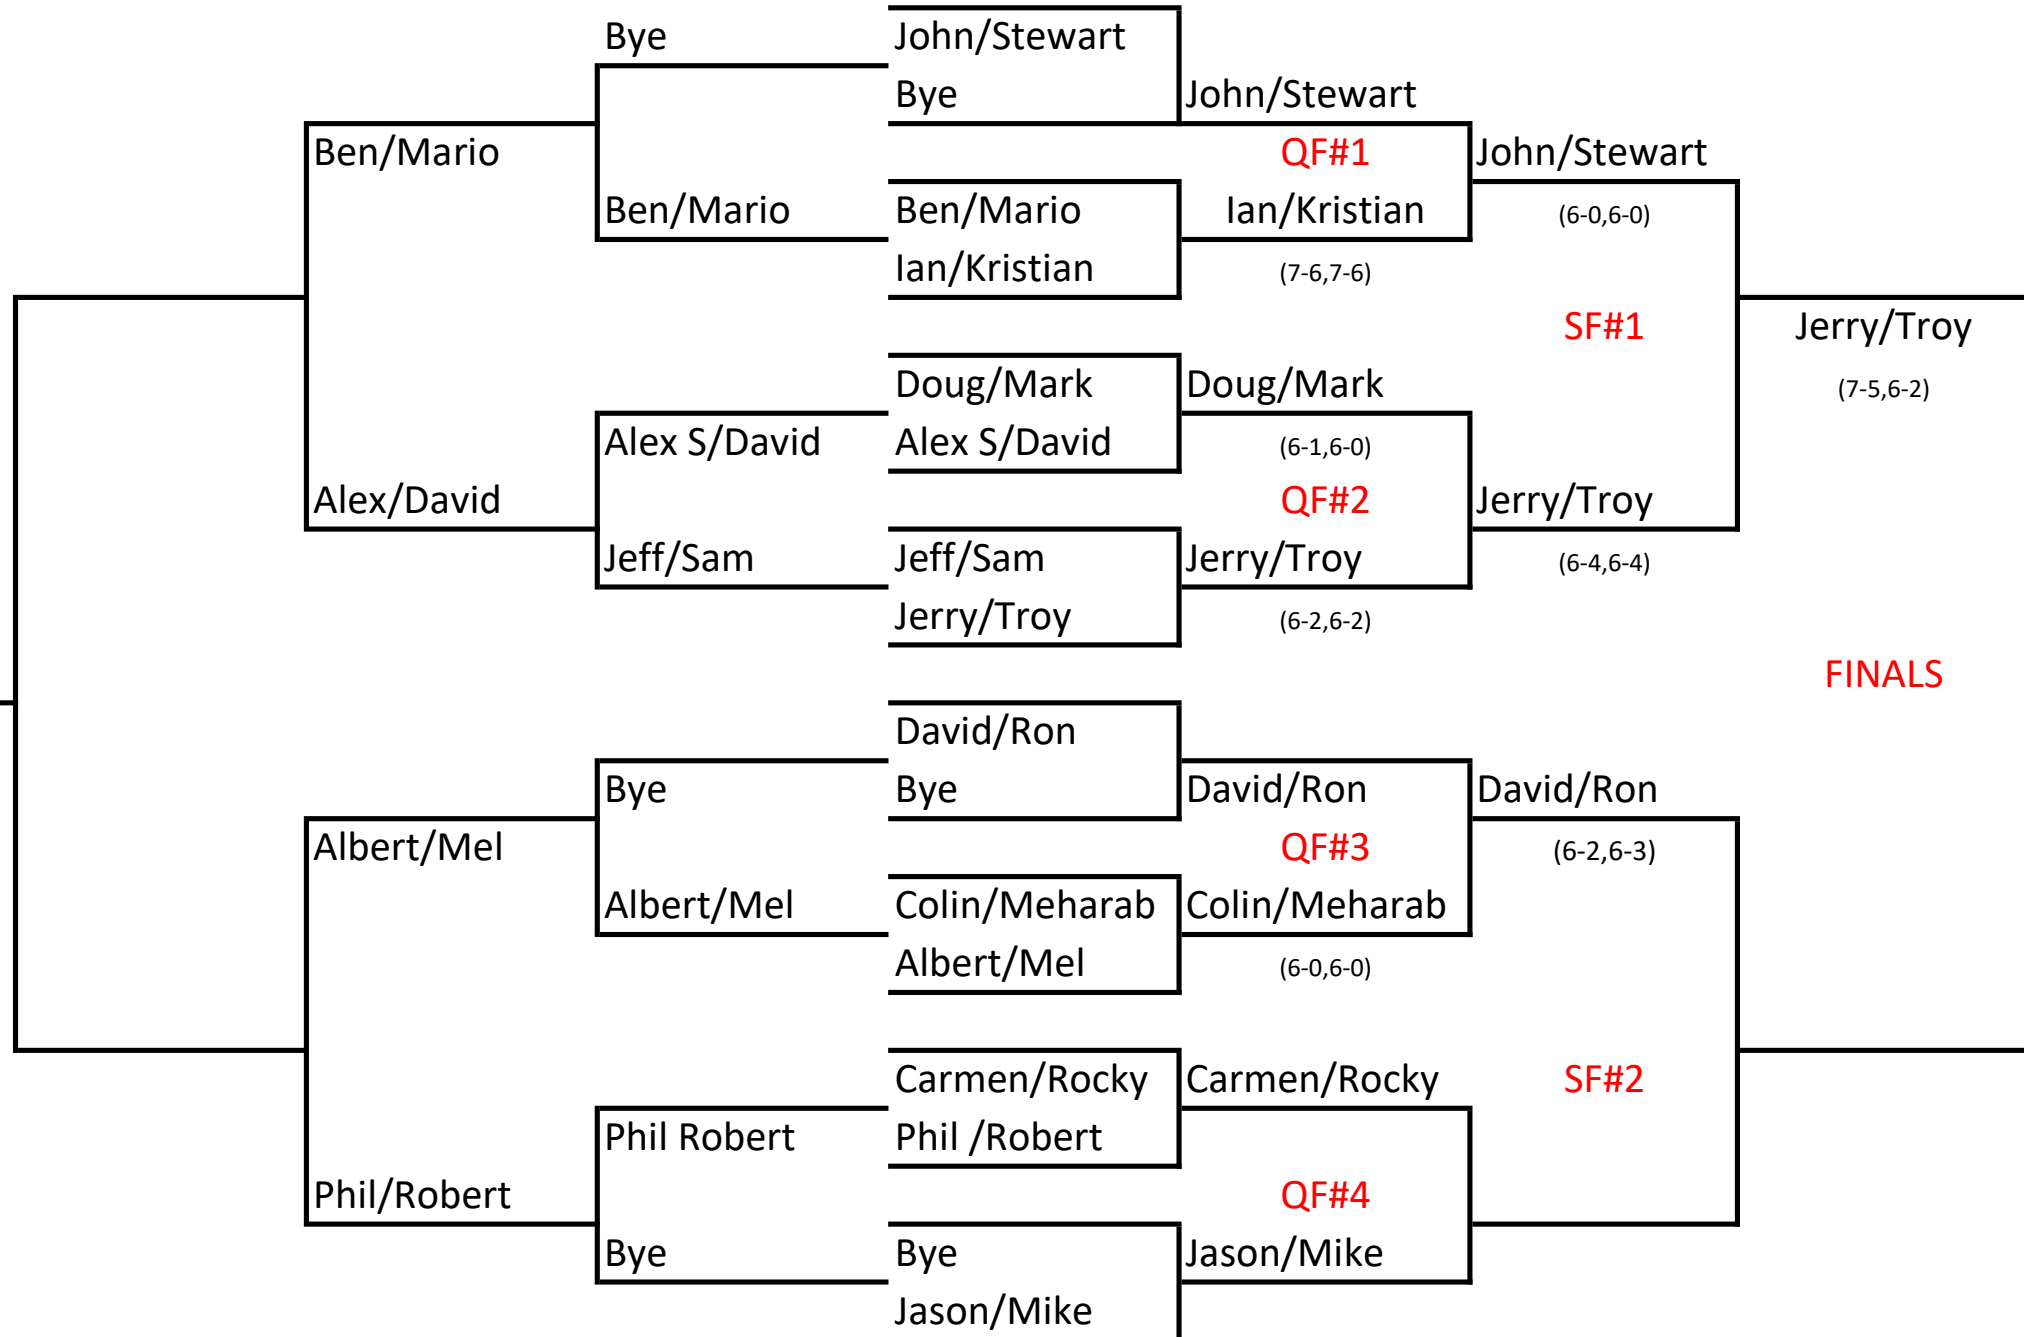 Bye
John/Stewart
Bye
John/Stewart
Ben/Mario
QF#1
John/Stewart
Ben/Mario
Ben/Mario
Ian/Kristian
(6-0,6-0)
Ian/Kristian
(7-6,7-6)
SF#1
Jerry/Troy
Doug/Mark
Doug/Mark
(7-5,6-2)
Alex S/David
Alex S/David
(6-1,6-0)
Alex/David
QF#2
Jerry/Troy
Jeff/Sam
Jeff/Sam
Jerry/Troy
(6-4,6-4)
Jerry/Troy
(6-2,6-2)
FINALS
David/Ron
Bye
Bye
David/Ron
David/Ron
Albert/Mel
QF#3
(6-2,6-3)
Albert/Mel
Colin/Meharab
Colin/Meharab
Albert/Mel
(6-0,6-0)
Carmen/Rocky
Carmen/Rocky
SF#2
Phil Robert
Phil /Robert
Phil/Robert
QF#4
Bye
Bye
Jason/Mike
Jason/Mike